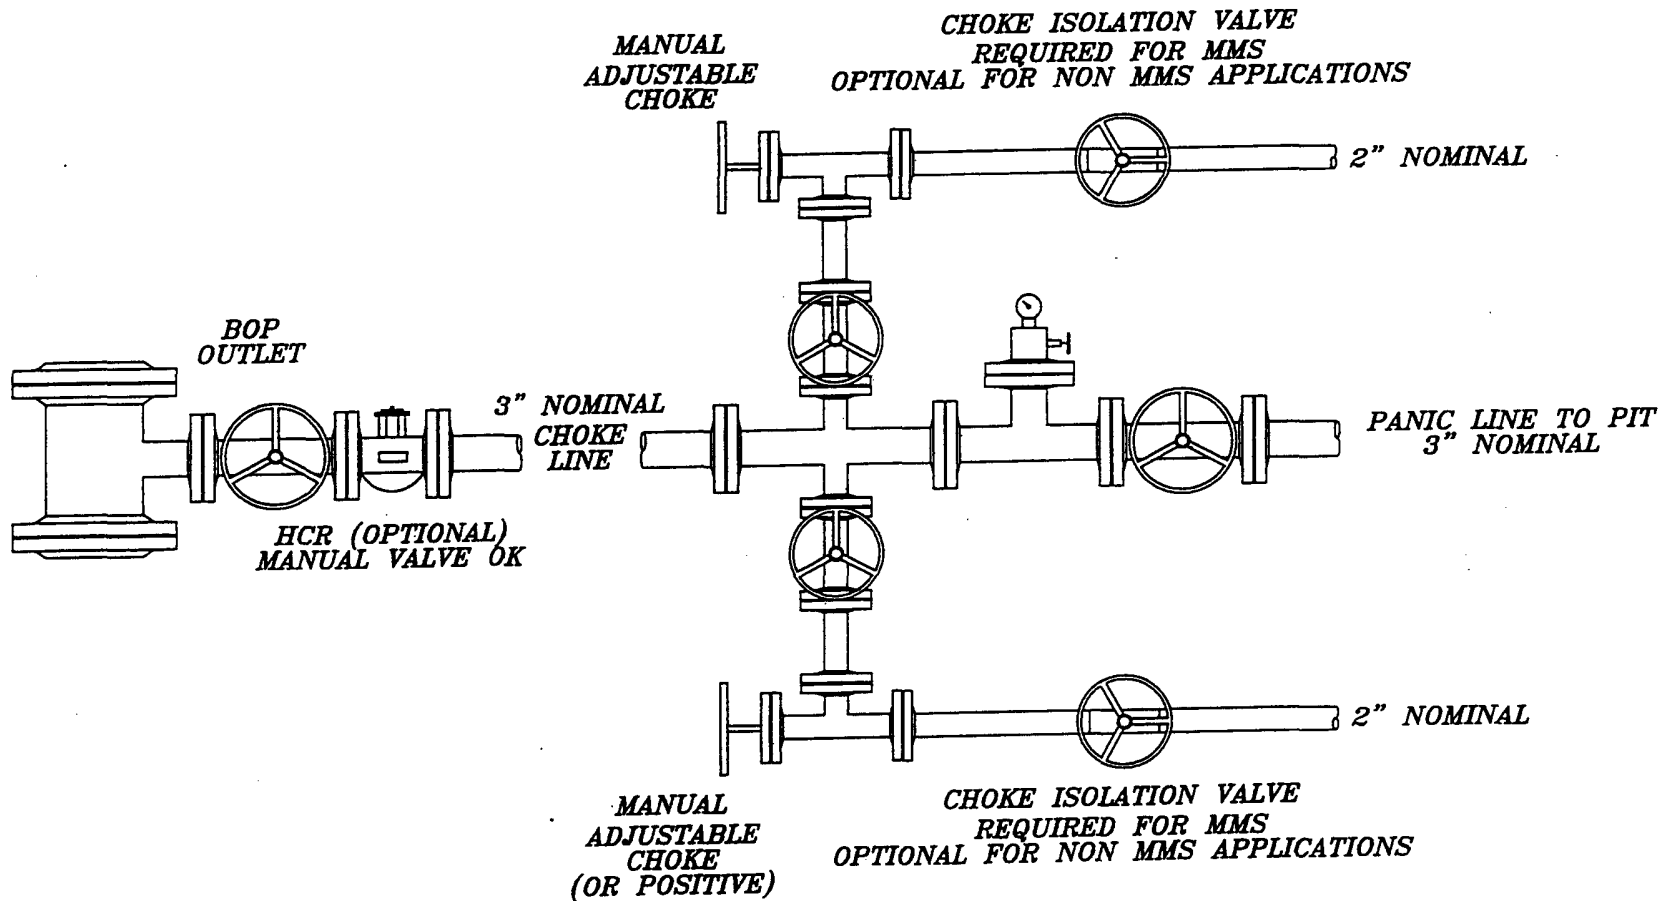 CHOKE ISOLATION VALVE
REQUIRED FOR MMS
OPTIONAL FOR NON MMS APPLICATIONS
MANUAL
ADJUSTABLE
CHOKE
2" NOMINAL
BOP
OUTLET
3" NOMINAL
CHOKE
LINE
PANIC LINE TO PIT
3" NOMINAL
HCR (OPTIONAL)
MANUAL VALVE OK
2" NOMINAL
MANUAL
ADJUSTABLE
CHOKE
(OR POSITIVE)
CHOKE ISOLATION VALVE
REQUIRED FOR MMS
OPTIONAL FOR NON MMS APPLICATIONS